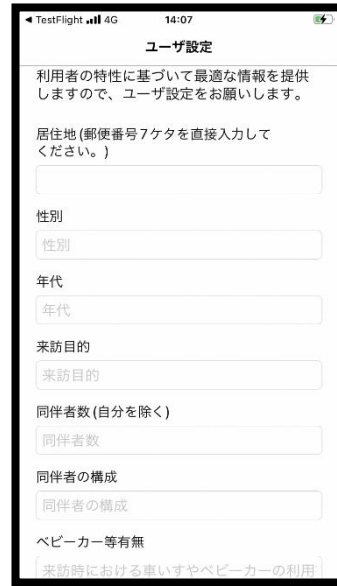 TestFlight 4G 14:07
ユーザ設定
利用者の特性に基づいて最適な情報を提供
しますので、ユーザ設定をお願いします。
居住地(郵便番号7ケタを直接入力して
ください。)
性別
性別
年代
年代
来訪目的
来訪目的
同伴者数(自分を除く)
同伴者数
同伴者の構成
同伴者の構成
ベビーカー等有無
来訪時における車いすやベビーカーの利用